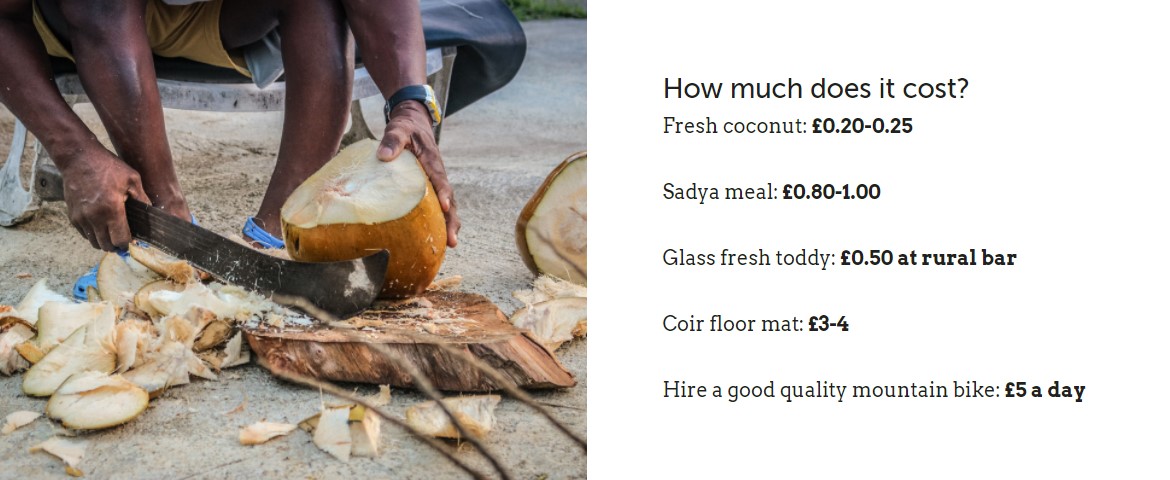 How much does it cost?
Fresh coconut: £0.20-0.25
Sadya meal: £0.80-1.00
Glass fresh toddy: £0.50 at rural bar
Coir floor mat: £3-4
Hire a good quality mountain bike: £5 a day